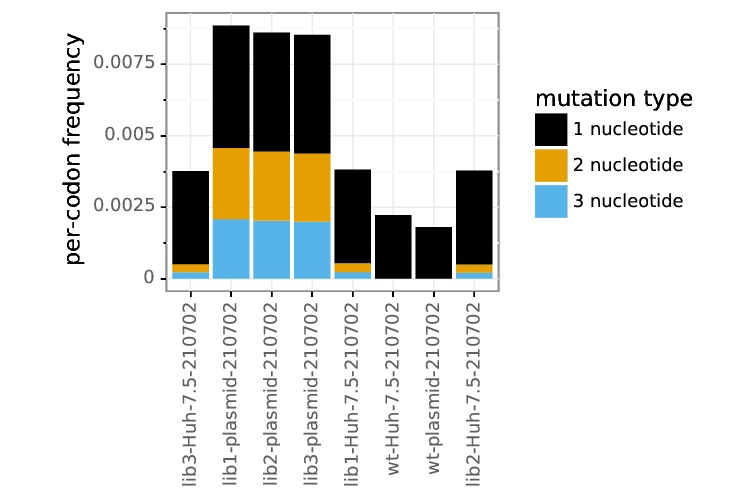 per-codon frequency
0.0075
0.005
0.0025
0
lib3-Huh-7.5-210702
lib1-plasmid-210702
lib2-plasmid-210702
lib3-plasmid-210702
lib1-Huh-7.5-210702
wt-Huh-7.5-210702
wt-plasmid-210702
lib2-Huh-7.5-210702
mutation type
1 nucleotide
2 nucleotide
3 nucleotide